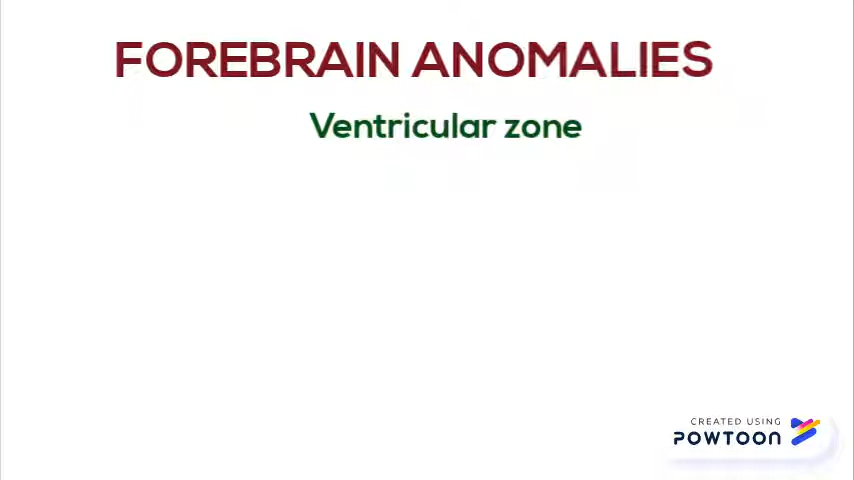 FOREBRAIN ANOMALIES
Ventricular zone
CREATED USING
POWTOON